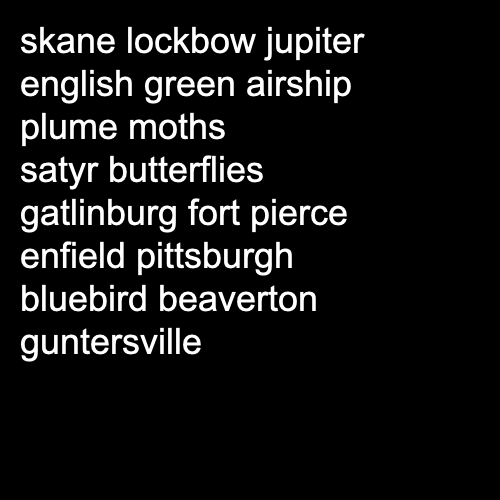 skane lockbow jupiter
english green airship
plume moths
satyr butterflies
gatlinburg fort pierce
enfield pittsburgh
bluebird beaverton
guntersville